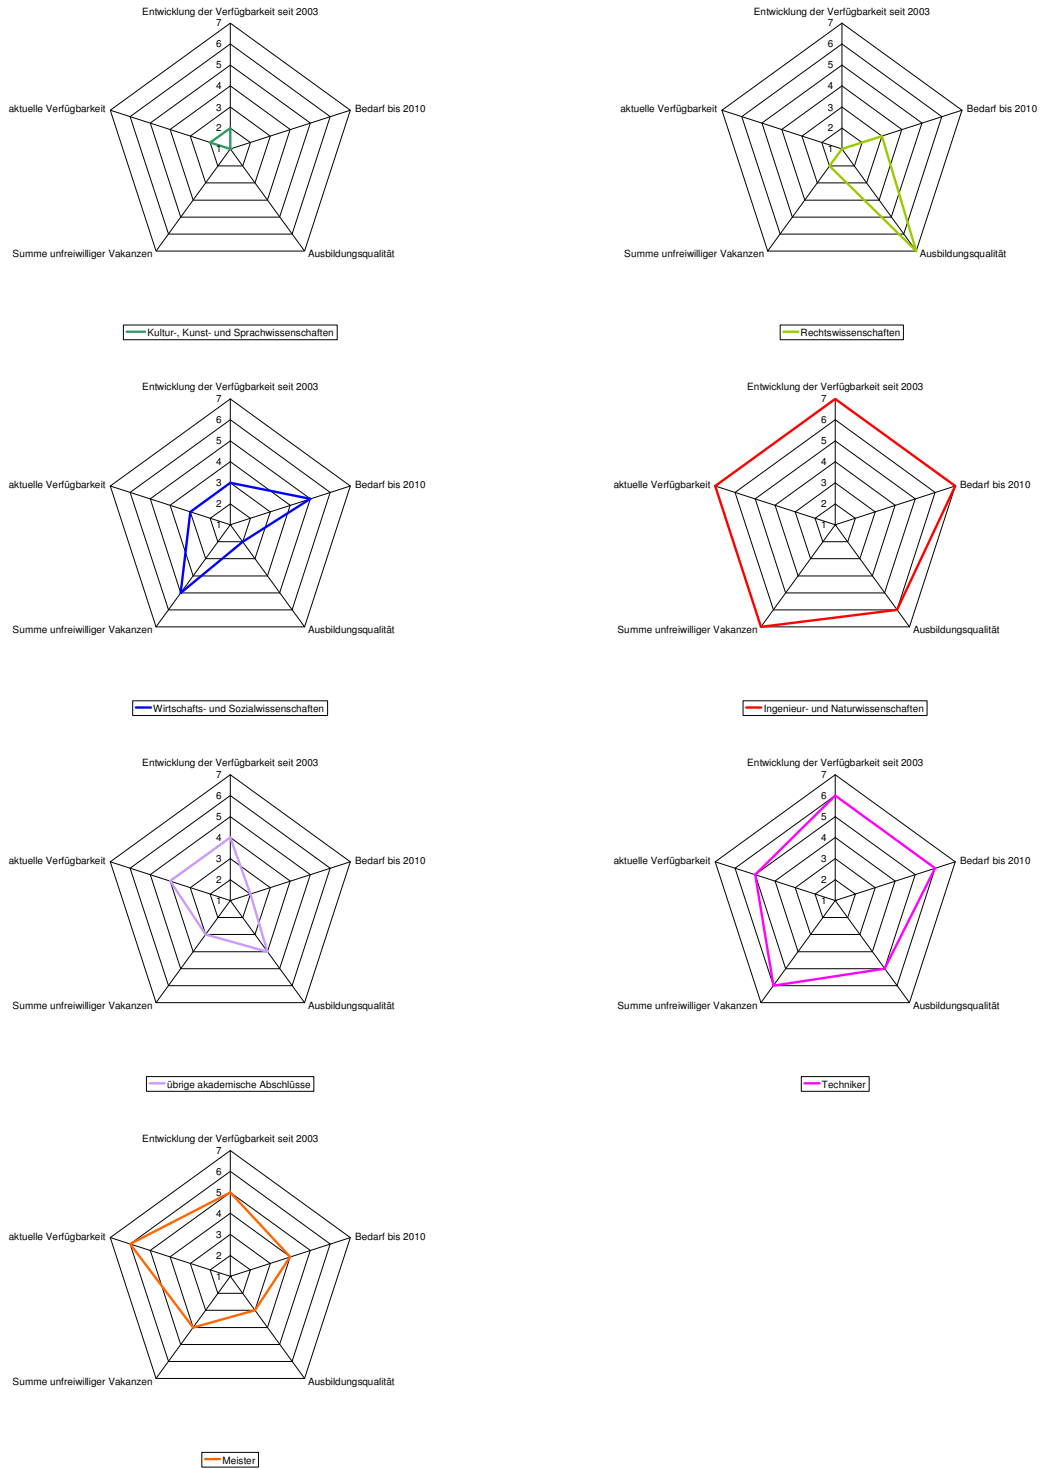 Entwicklung der Verfügbarkeit seit 2003
7
6
5
4
3
2
1
aktuelle Verfügbarkeit
Bedarf bis 2010
Summe unfreiwilliger Vakanzen
Ausbildungsqualität
Kultur-, Kunst- und Sprachwissenschaften
Entwicklung der Verfügbarkeit seit 2003
7
6
5
4
3
2
1
aktuelle Verfügbarkeit
Bedarf bis 2010
Summe unfreiwilliger Vakanzen
Ausbildungsqualität
Rechtswissenschaften
Entwicklung der Verfügbarkeit seit 2003
7
6
5
4
3
2
1
aktuelle Verfügbarkeit
Bedarf bis 2010
Summe unfreiwilliger Vakanzen
Ausbildungsqualität
Wirtschafts- und Sozialwissenschaften
Entwicklung der Verfügbarkeit seit 2003
7
6
5
4
3
2
1
aktuelle Verfügbarkeit
Bedarf bis 2010
Summe unfreiwilliger Vakanzen
Ausbildungsqualität
Ingenieur- und Naturwissenschaften
Entwicklung der Verfügbarkeit seit 2003
7
6
5
4
3
2
1
aktuelle Verfügbarkeit
Bedarf bis 2010
Summe unfreiwilliger Vakanzen
Ausbildungsqualität
übrige akademische Abschlüsse
Entwicklung der Verfügbarkeit seit 2003
7
6
5
4
3
2
1
aktuelle Verfügbarkeit
Bedarf bis 2010
Summe unfreiwilliger Vakanzen
Ausbildungsqualität
Techniker
Entwicklung der Verfügbarkeit seit 2003
7
6
5
4
3
2
1
aktuelle Verfügbarkeit
Bedarf bis 2010
Summe unfreiwilliger Vakanzen
Ausbildungsqualität
Meister